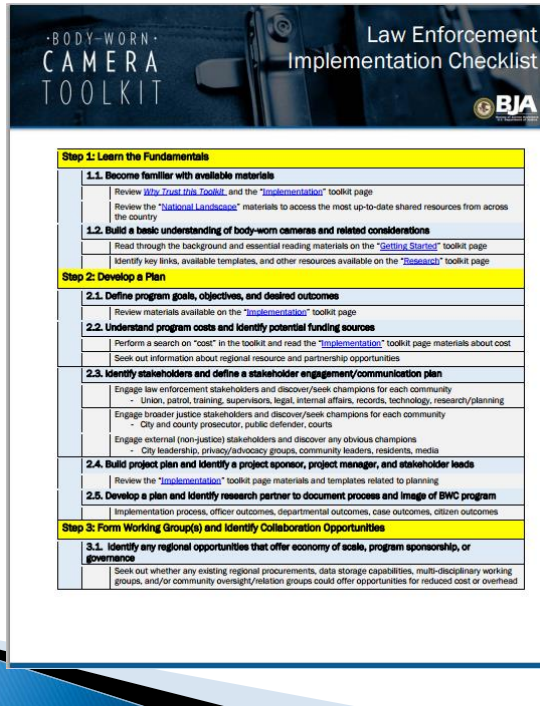 ·BODY-WORN·
CAMERA
TOOLKIT
Law Enforcement
Implementation Checklist
BJA
Bureau of Justice Assistance
U.S. Department of Justice
Step 1: Learn the Fundamentals
1.1. Become familiar with available materials
Review Why Trust this Toolkit and the "Implementation" toolkit page
Review the "National Landscape" materials to access the most up-to-date shared resources from across
the country
1.2. Build a basic understanding of body-worn cameras and related considerations
Read through the background and essential reading materials on the "Getting Started" toolkit page
Identify key links, available templates, and other resources available on the "Research" toolkit page
Step 2: Develop a Plan
2.1. Define program goals, objectives, and desired outcomes
Review materials available on the "Implementation" toolkit page
2.2. Understand program costs and identify potential funding sources
Perform a search on "cost" in the toolkit and read the "Implementation" toolkit page materials about cost
Seek out information about regional resource and partnership opportunities
2.3. Identify stakeholders and define a stakeholder engagement/communication plan
Engage law enforcement stakeholders and discover/seek champions for each community
- Union, patrol, training, supervisors, legal, internal affairs, records, technology, research/planning
Engage broader justice stakeholders and discover/seek champions for each community
- City and county prosecutor, public defender, courts
Engage external (non-justice) stakeholders and discover any obvious champions
- City leadership, privacy/advocacy groups, community leaders, residents, media
2.4. Build project plan and identify a project sponsor, project manager, and stakeholder leads
Review the "Implementation" toolkit page materials and templates related to planning
2.5. Develop a plan and identify research partner to document process and image of BWC program
Implementation process, officer outcomes, departmental outcomes, case outcomes, citizen outcomes
Step 3: Form Working Group(s) and Identify Collaboration Opportunities
3.1. Identify any regional opportunities that offer economy of scale, program sponsorship, or
governance
Seek out whether any existing regional procurements, data storage capabilities, multi-disciplinary working
groups, and/or community oversight/relation groups could offer opportunities for reduced cost or overhead